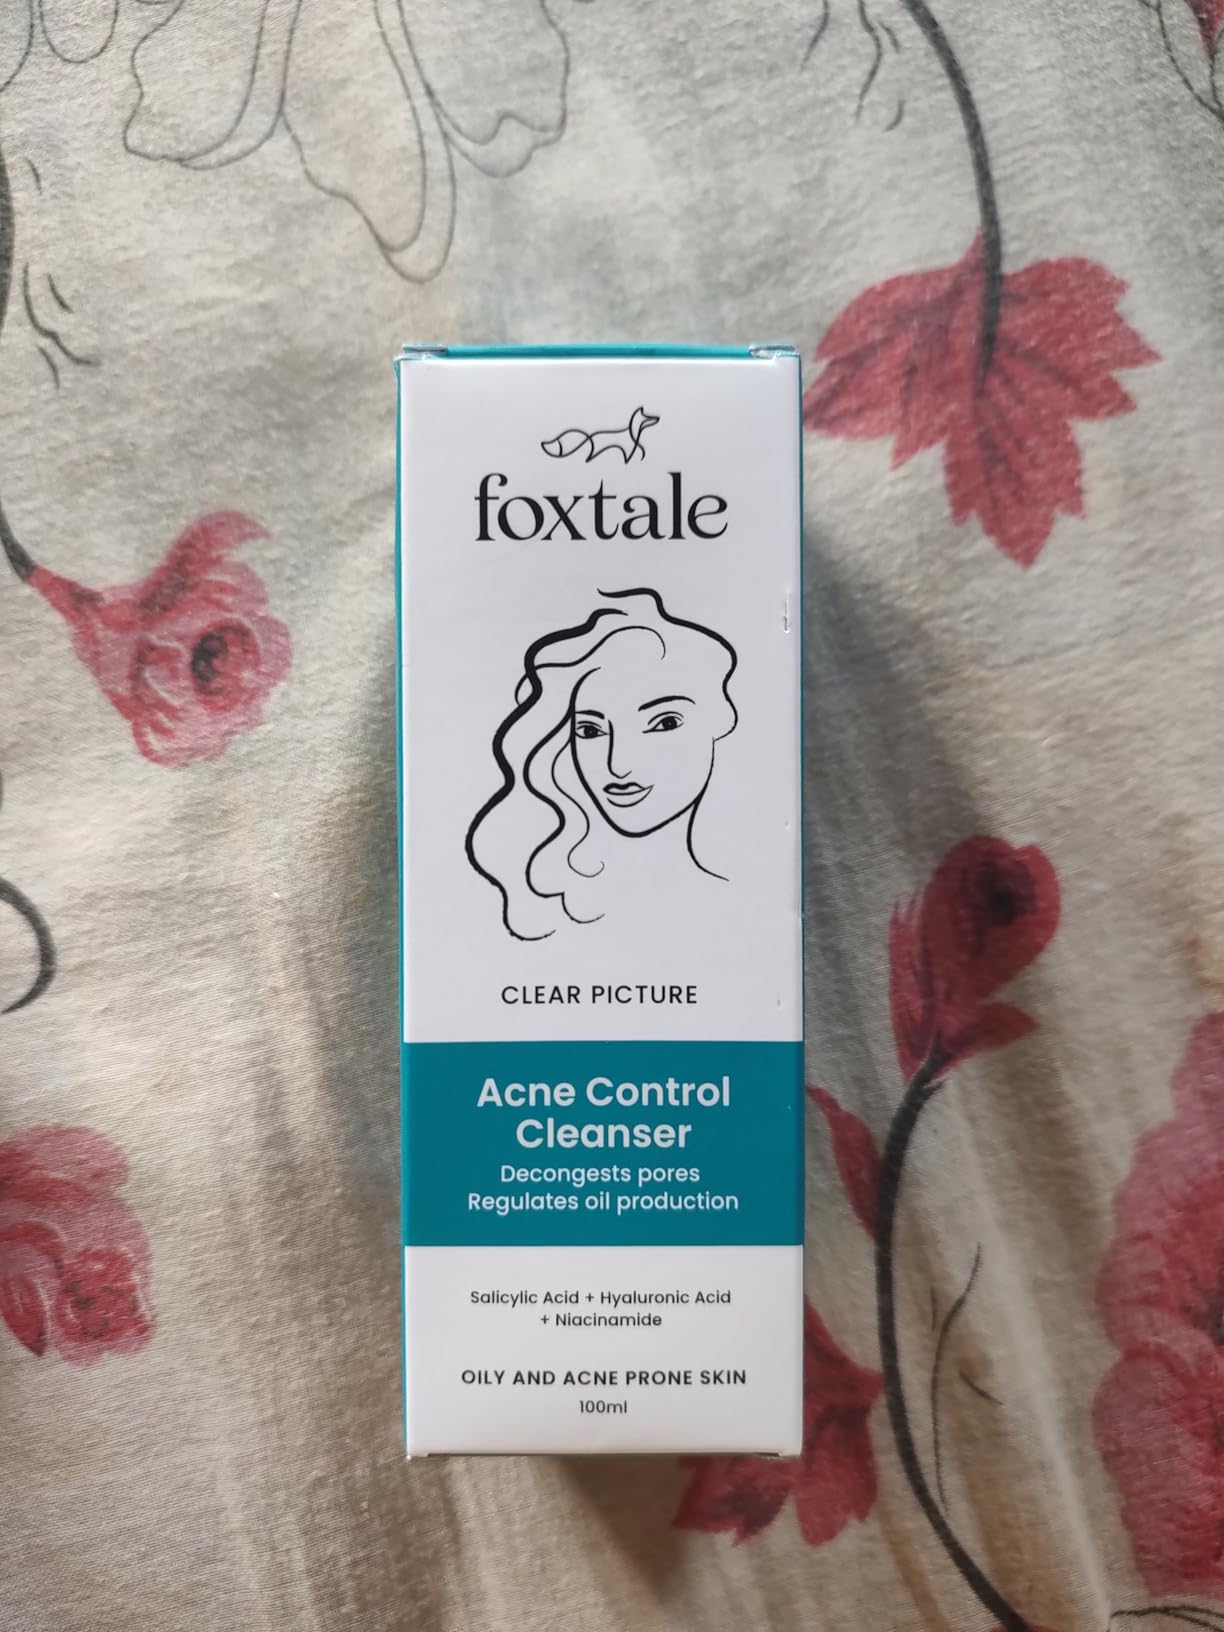 foxtale
CLEAR PICTURE
Acne Control
Cleanser
Decongests pores
Regulates oil production
Salicylic Acid + Hyaluronic Acid
+ Niacinamide
OILY AND ACNE PRONE SKIN
100ml